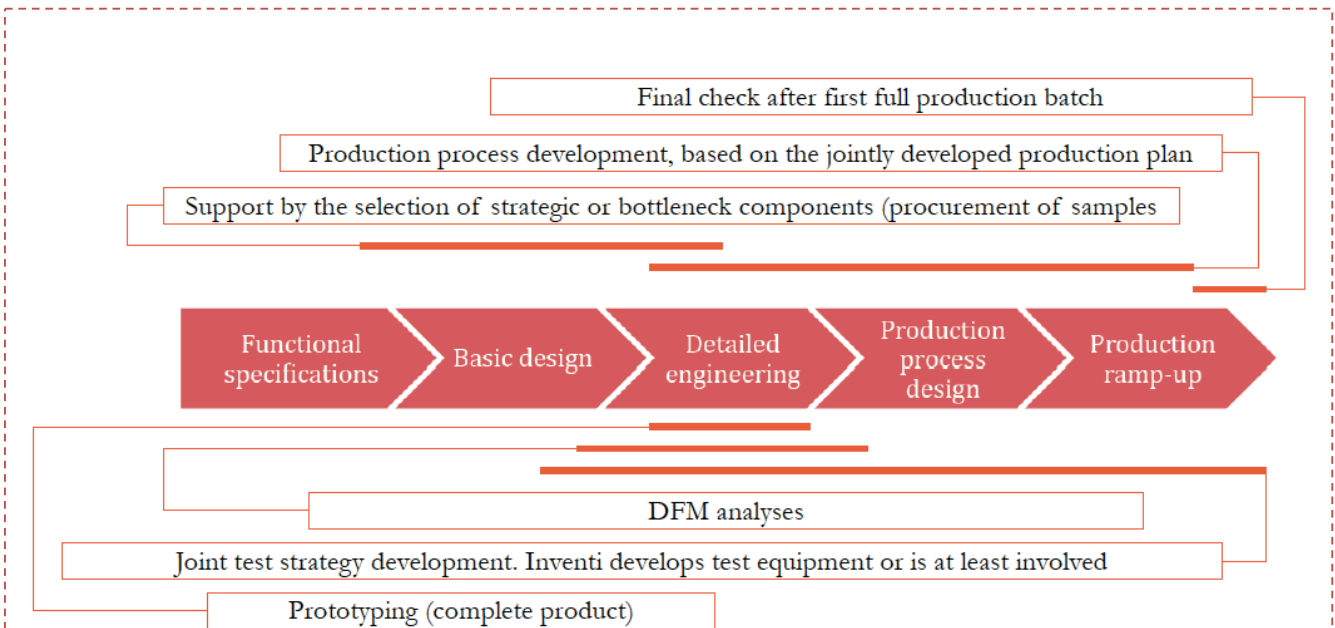 Final check after first full production batch
Production process development, based on the jointly developed production plan
Support by the selection of strategic or bottleneck components (procurement of samples
Functional
specifications
Basic design
Detailed
engineering
Production
process
design
Production
ramp-up
DFM analyses
Joint test strategy development. Inventi develops test equipment or is at least involved
Prototyping (complete product)